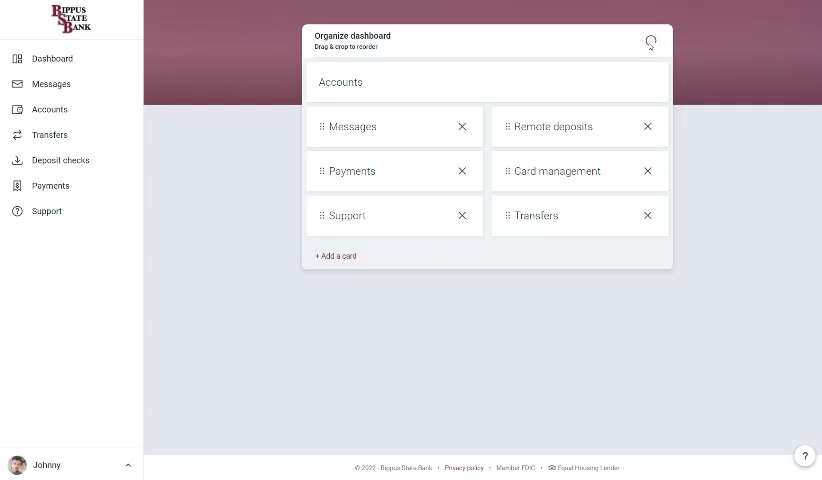 RIPPUS
STATE
BANK
Dashboard
Messages
Accounts
Transfers
Deposit checks
Payments
Support
Johnny
Organize dashboard
Drag & drop to reorder
Accounts
Messages
Remote deposits
Payments
Card management
Support
Transfers
+ Add a card
© 2022 · Rippus State Bank • Privacy policy • Member FDIC • Equal Housing Lender
?